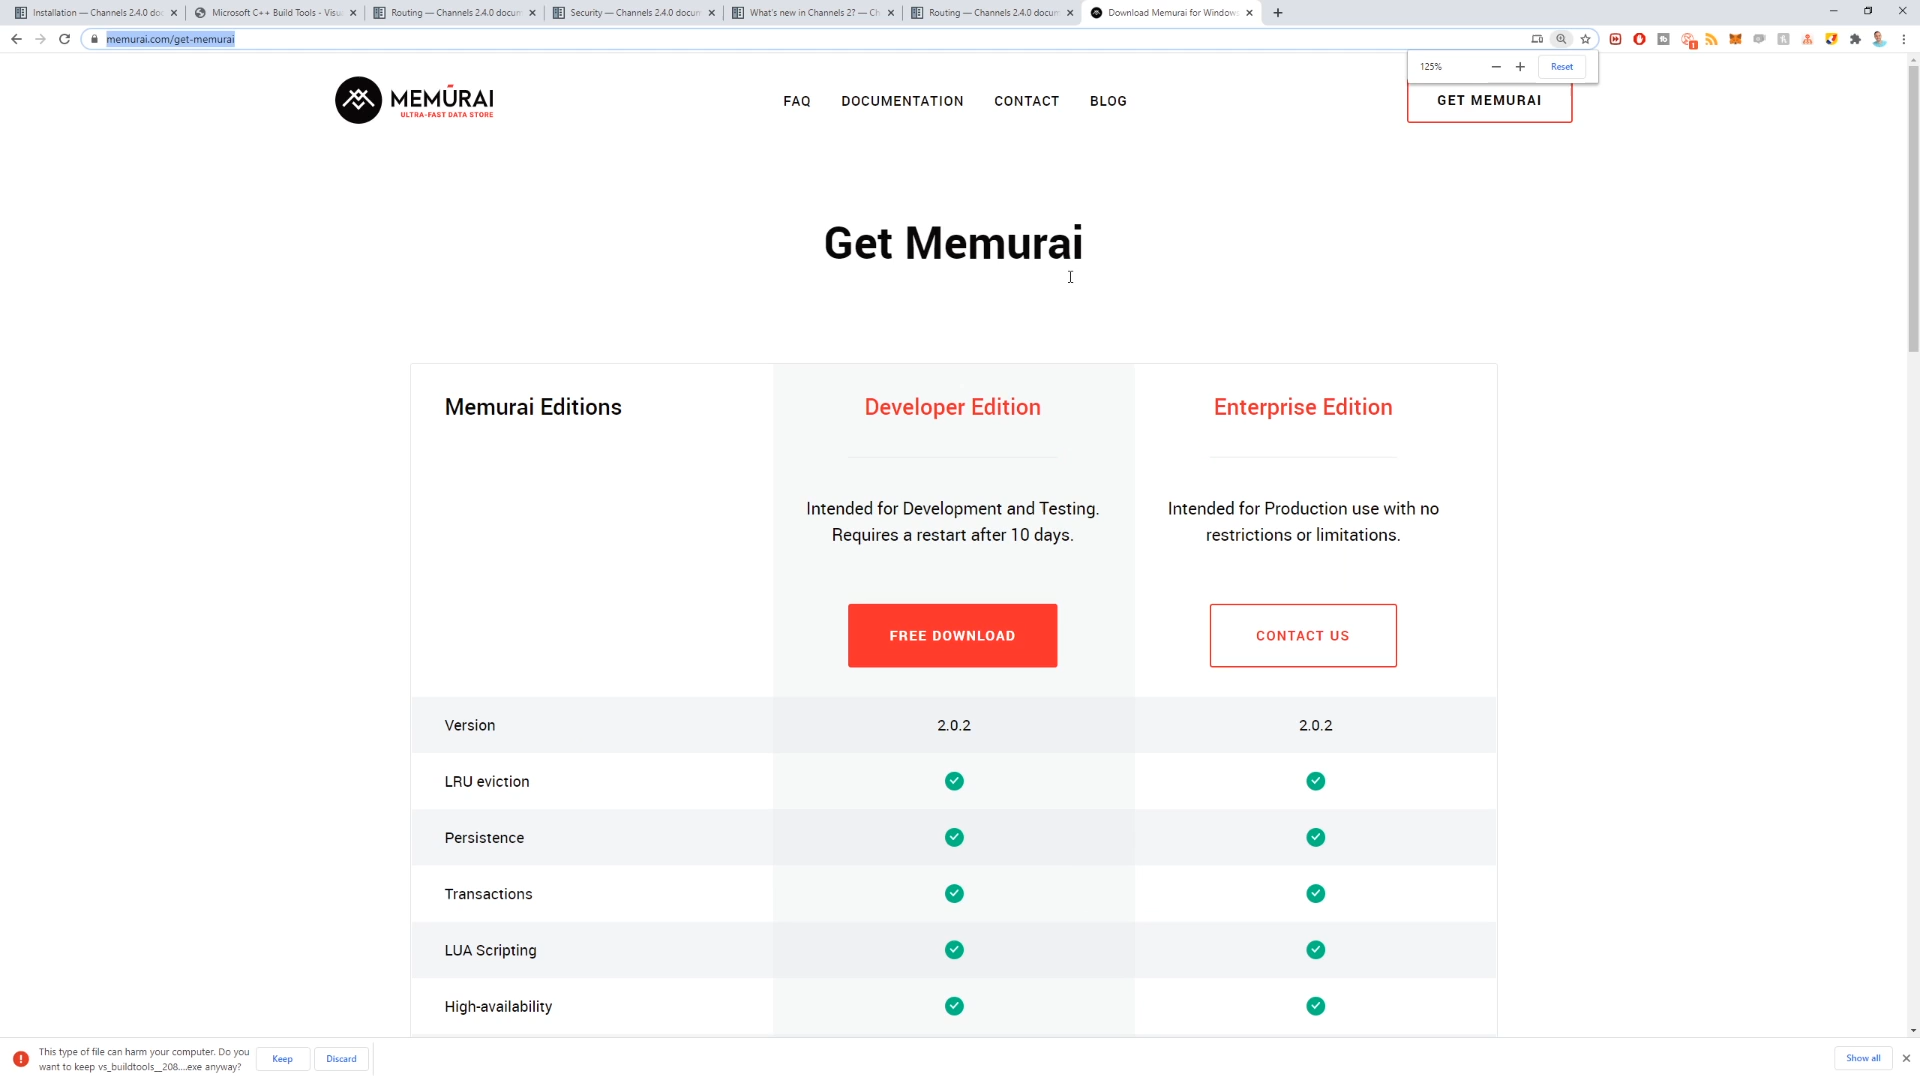 Installation — Channels 2.4.0 doc
Microsoft C++ Build Tools - Visu
Routing — Channels 2.4.0 docum
Security — Channels 2.4.0 docum
What's new in Channels 2? — Ch
Routing — Channels 2.4.0 docum
Download Memurai for Window
memurai.com/get-memurai
125%
Reset
MEMURAI
ULTRA-FAST DATA STORE
FAQ
DOCUMENTATION
CONTACT
BLOG
GET MEMURAI
Get Memurai
Memurai Editions
Developer Edition
Enterprise Edition
Intended for Development and Testing.
Requires a restart after 10 days.
Intended for Production use with no
restrictions or limitations.
FREE DOWNLOAD
CONTACT US
Version 2.0.2 2.0.2
LRU eviction
Persistence
Transactions
LUA Scripting
High-availability
This type of file can harm your computer. Do you
want to keep vs_buildtools__208....exe anyway?
Keep
Discard
Show all